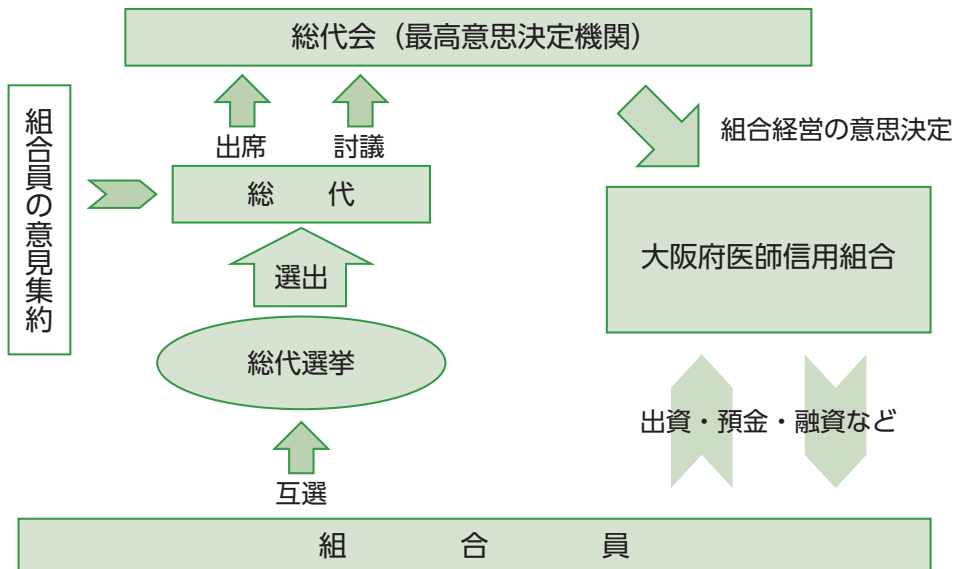 総代会（最高意思決定機関）
組合員の意見集約
出席
討議
組合経営の意思決定
総代
大阪府医師信用組合
選出
総代選挙
出資・預金・融資など
互選
組合員